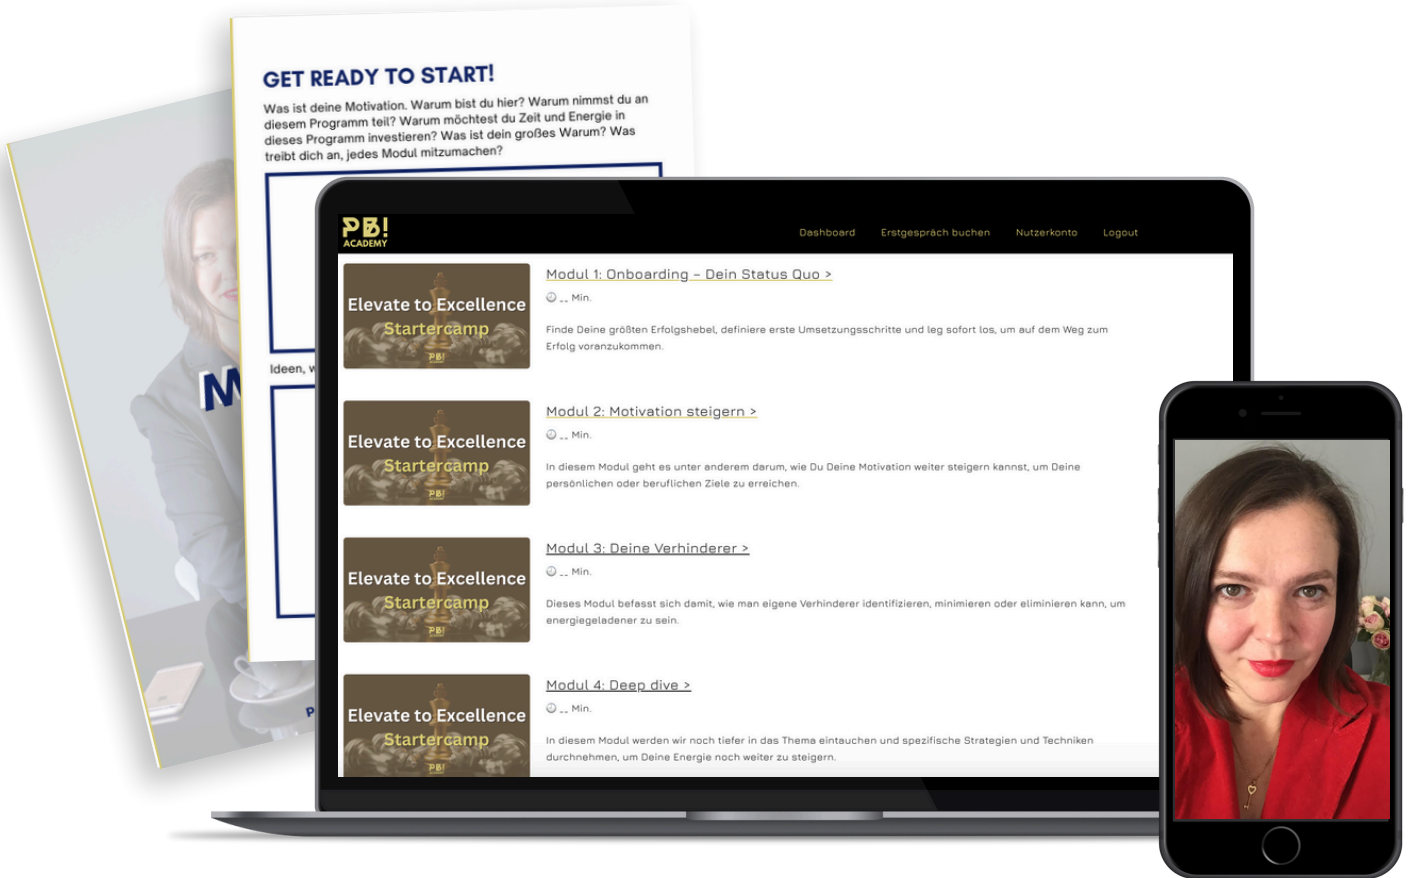 GET READY TO START!
Was ist deine Motivation. Warum bist du hier? Warum nimmst du an
diesem Programm teil? Warum möchtest du Zeit und Energie in
dieses Programm investieren? Was ist dein großes Warum? Was
treibt dich an, jedes Modul mitzumachen?
Ideen, w
M
P
PB!
ACADEMY
Dashboard Erstgespräch buchen Nutzerkonto Logout
Elevate to Excellence
Startercamp
PB!
Modul 1: Onboarding – Dein Status Quo >
-- Min.
Finde Deine größten Erfolgshebel, definiere erste Umsetzungsschritte und leg sofort los, um auf dem Weg zum
Erfolg voranzukommen.
Elevate to Excellence
Startercamp
PB!
Modul 2: Motivation steigern >
-- Min.
In diesem Modul geht es unter anderem darum, wie Du Deine Motivation weiter steigern kannst, um Deine
persönlichen oder beruflichen Ziele zu erreichen.
Elevate to Excellence
Startercamp
PB!
Modul 3: Deine Verhinderer >
-- Min.
Dieses Modul befasst sich damit, wie man eigene Verhinderer identifizieren, minimieren oder eliminieren kann, um
energiegeladener zu sein.
Elevate to Excellence
Startercamp
PB!
Modul 4: Deep dive >
-- Min.
In diesem Modul werden wir noch tiefer in das Thema eintauchen und spezifische Strategien und Techniken
durchnehmen, um Deine Energie noch weiter zu steigern.